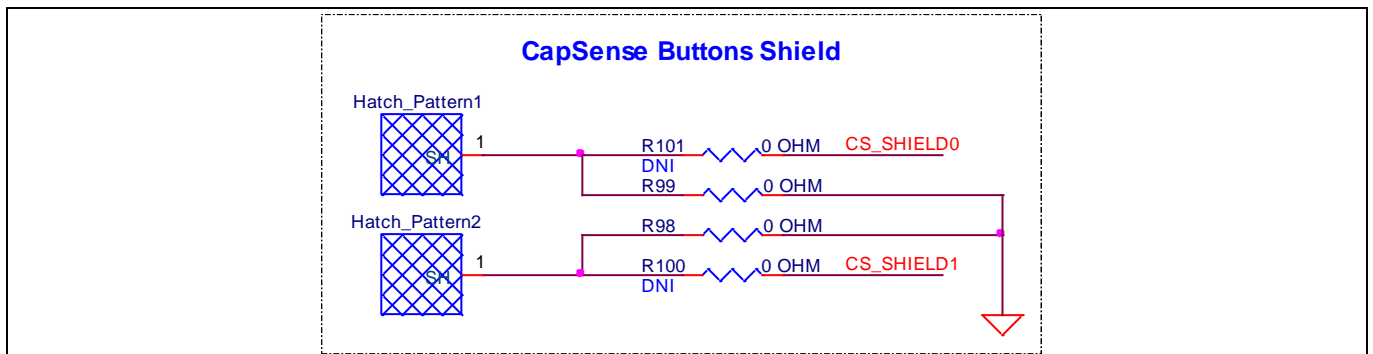 CapSense Buttons Shield
Hatch_Pattern1
SH
1
R101 0 OHM CS_SHIELD0
DNI
R99 0 OHM
Hatch_Pattern2
R98 0 OHM
SH
1
R100 0 OHM CS_SHIELD1
DNI